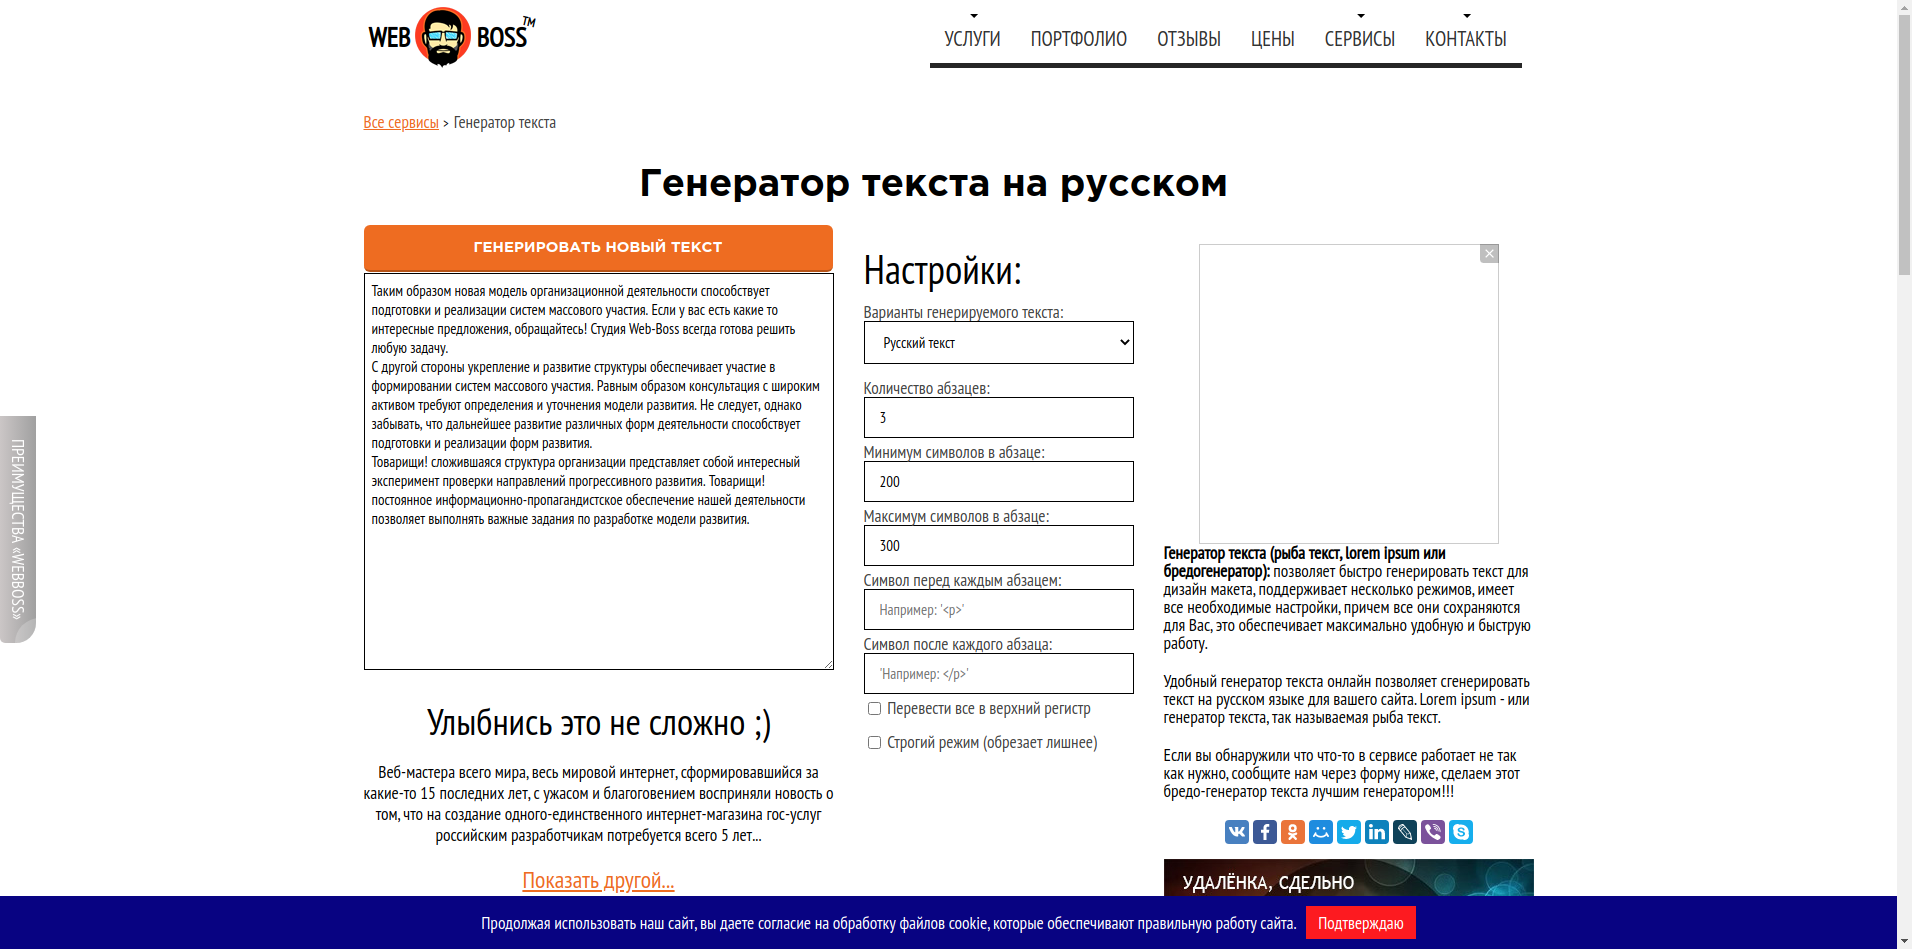 WEB BOSS™
УСЛУГИ ПОРТФОЛИО ОТЗЫВЫ ЦЕНЫ СЕРВИСЫ КОНТАКТЫ
Все сервисы > Генератор текста
Генератор текста на русском
ГЕНЕРИРОВАТЬ НОВЫЙ ТЕКСТ
Таким образом новая модель организационной деятельности способствует
подготовки и реализации систем массового участия. Если у вас есть какие то
интересные предложения, обращайтесь! Студия Web-Boss всегда готова решить
любую задачу.
С другой стороны укрепление и развитие структуры обеспечивает участие в
формировании систем массового участия. Равным образом консультация с широким
активом требуют определения и уточнения модели развития. Не следует, однако
забывать, что дальнейшее развитие различных форм деятельности способствует
подготовки и реализации форм развития.
Товарищи! сложившаяся структура организации представляет собой интересный
эксперимент проверки направлений прогрессивного развития. Товарищи!
постоянное информационно-пропагандистское обеспечение нашей деятельности
позволяет выполнять важные задания по разработке модели развития.
Улыбнись это не сложно ;)
Веб-мастера всего мира, весь мировой интернет, сформировавшийся за
какие-то 15 последних лет, с ужасом и благоговением восприняли новость о
том, что на создание одного-единственного интернет-магазина гос-услуг
российским разработчикам потребуется всего 5 лет...
Показать другой...
Настройки:
Варианты генерируемого текста:
Русский текст
Количество абзацев:
3
Минимум символов в абзаце:
200
Максимум символов в абзаце:
300
Символ перед каждым абзацем:
Например: '<p>'
Символ после каждого абзаца:
'Например: </p>'
Перевести все в верхний регистр
Строгий режим (обрезает лишнее)
Генератор текста (рыба текст, lorem ipsum или
бредогенератор): позволяет быстро генерировать текст для
дизайн макета, поддерживает несколько режимов, имеет
все необходимые настройки, причем все они сохраняются
для Вас, это обеспечивает максимально удобную и быструю
работу.
Удобный генератор текста онлайн позволяет сгенерировать
текст на русском языке для вашего сайта. Lorem ipsum - или
генератор текста, так называемая рыба текст.
Если вы обнаружили что что-то в сервисе работает не так
как нужно, сообщите нам через форму ниже, сделаем этот
бредо-генератор текста лучшим генератором!!!
УДАЛЁНКА, СДЕЛЬНО
ПРЕИМУЩЕСТВА «WEBBOSS»
Продолжая использовать наш сайт, вы даете согласие на обработку файлов cookie, которые обеспечивают правильную работу сайта. Подтверждаю